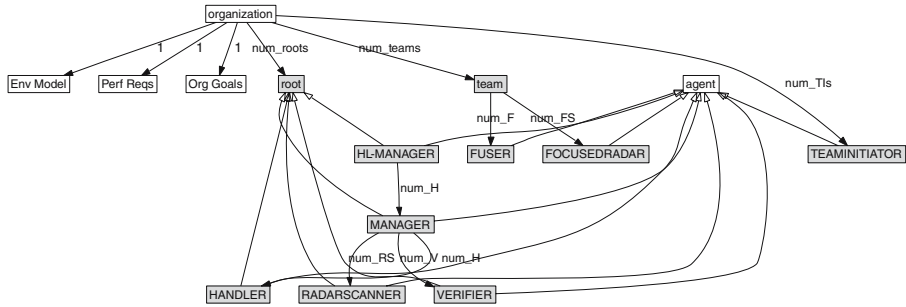 organization
1
1
1
num_roots
num_teams
Env Model
Perf Reqs
Org Goals
root
team
agent
num_TIs
num_F
num_FS
HL-MANAGER
FUSER
FOCUSEDRADAR
TEAMINITIATOR
num_H
MANAGER
num_RS
num_V
num_H
HANDLER
RADARSCANNER
VERIFIER